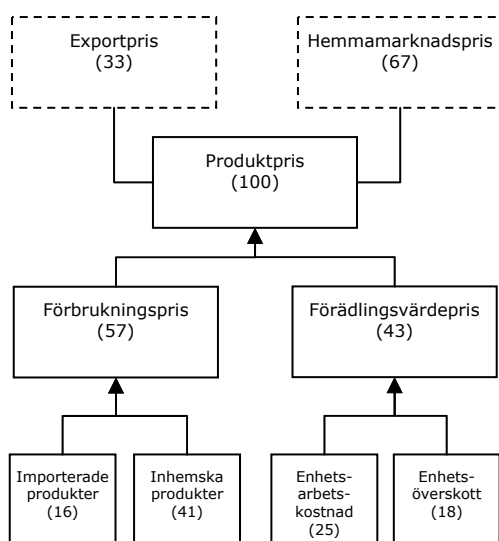 Exportpris
(33)
Hemmamarknadspris
(67)
Produktpris
(100)
Förbrukningspris
(57)
Förädlingsvärdepris
(43)
Importerade
produkter
(16)
Inhemska
produkter
(41)
Enhets-
arbets-
kostnad
(25)
Enhets-
överskott
(18)